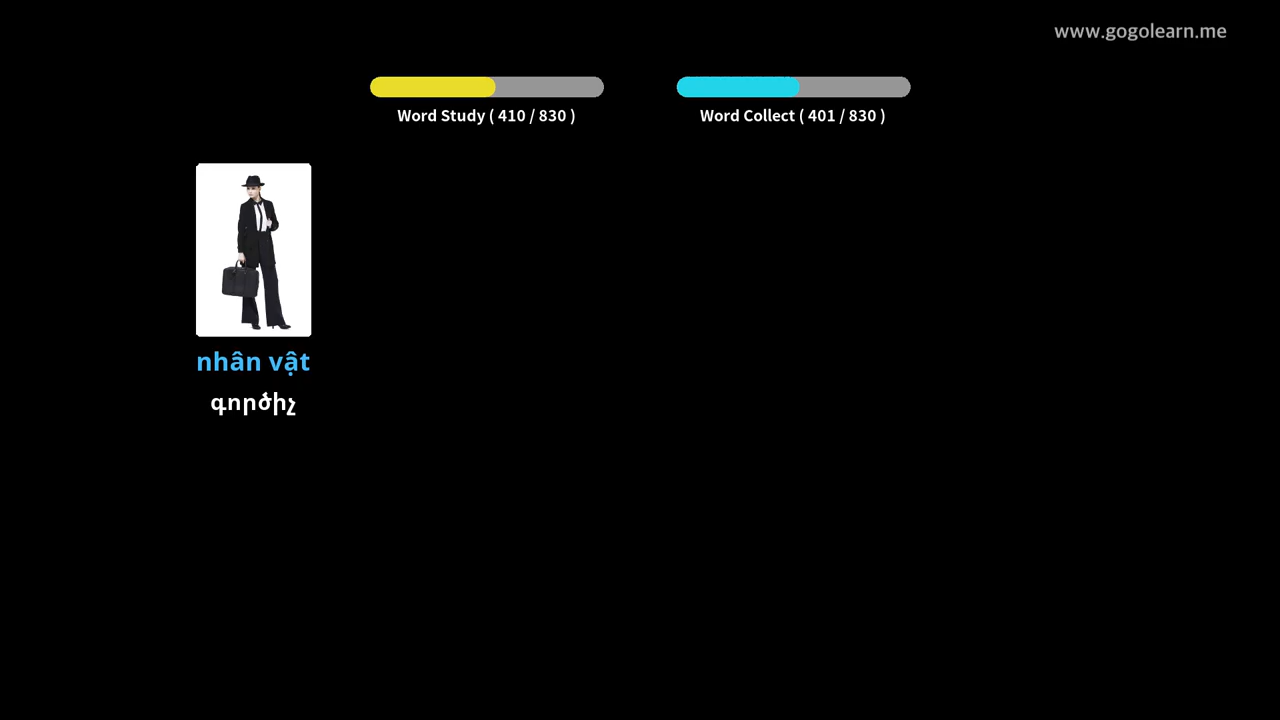 www.gogolearn.me
Word Study ( 410 / 830 )
Word Collect ( 401 / 830 )
nhân vật
գործիչ